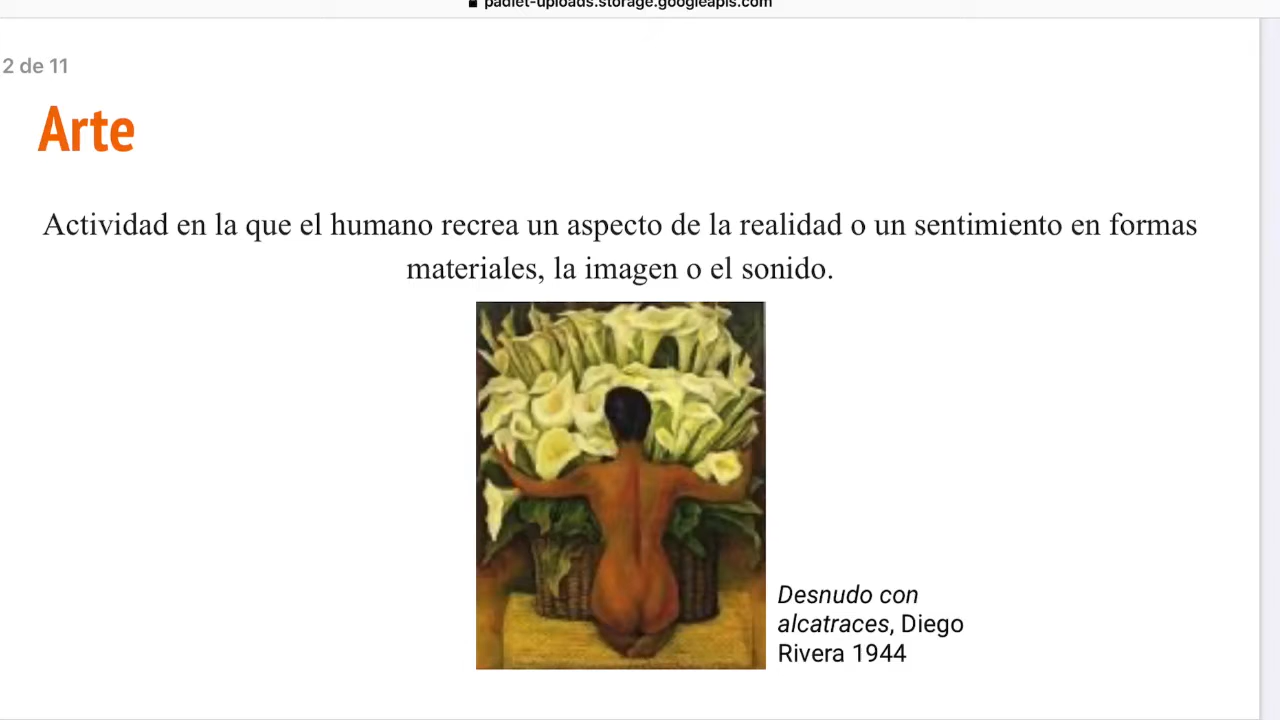 padlet-uploads.storage.googleapis.com
2 de 11
Arte
Actividad en la que el humano recrea un aspecto de la realidad o un sentimiento en formas
materiales, la imagen o el sonido.
Desnudo con
alcatraces, Diego
Rivera 1944